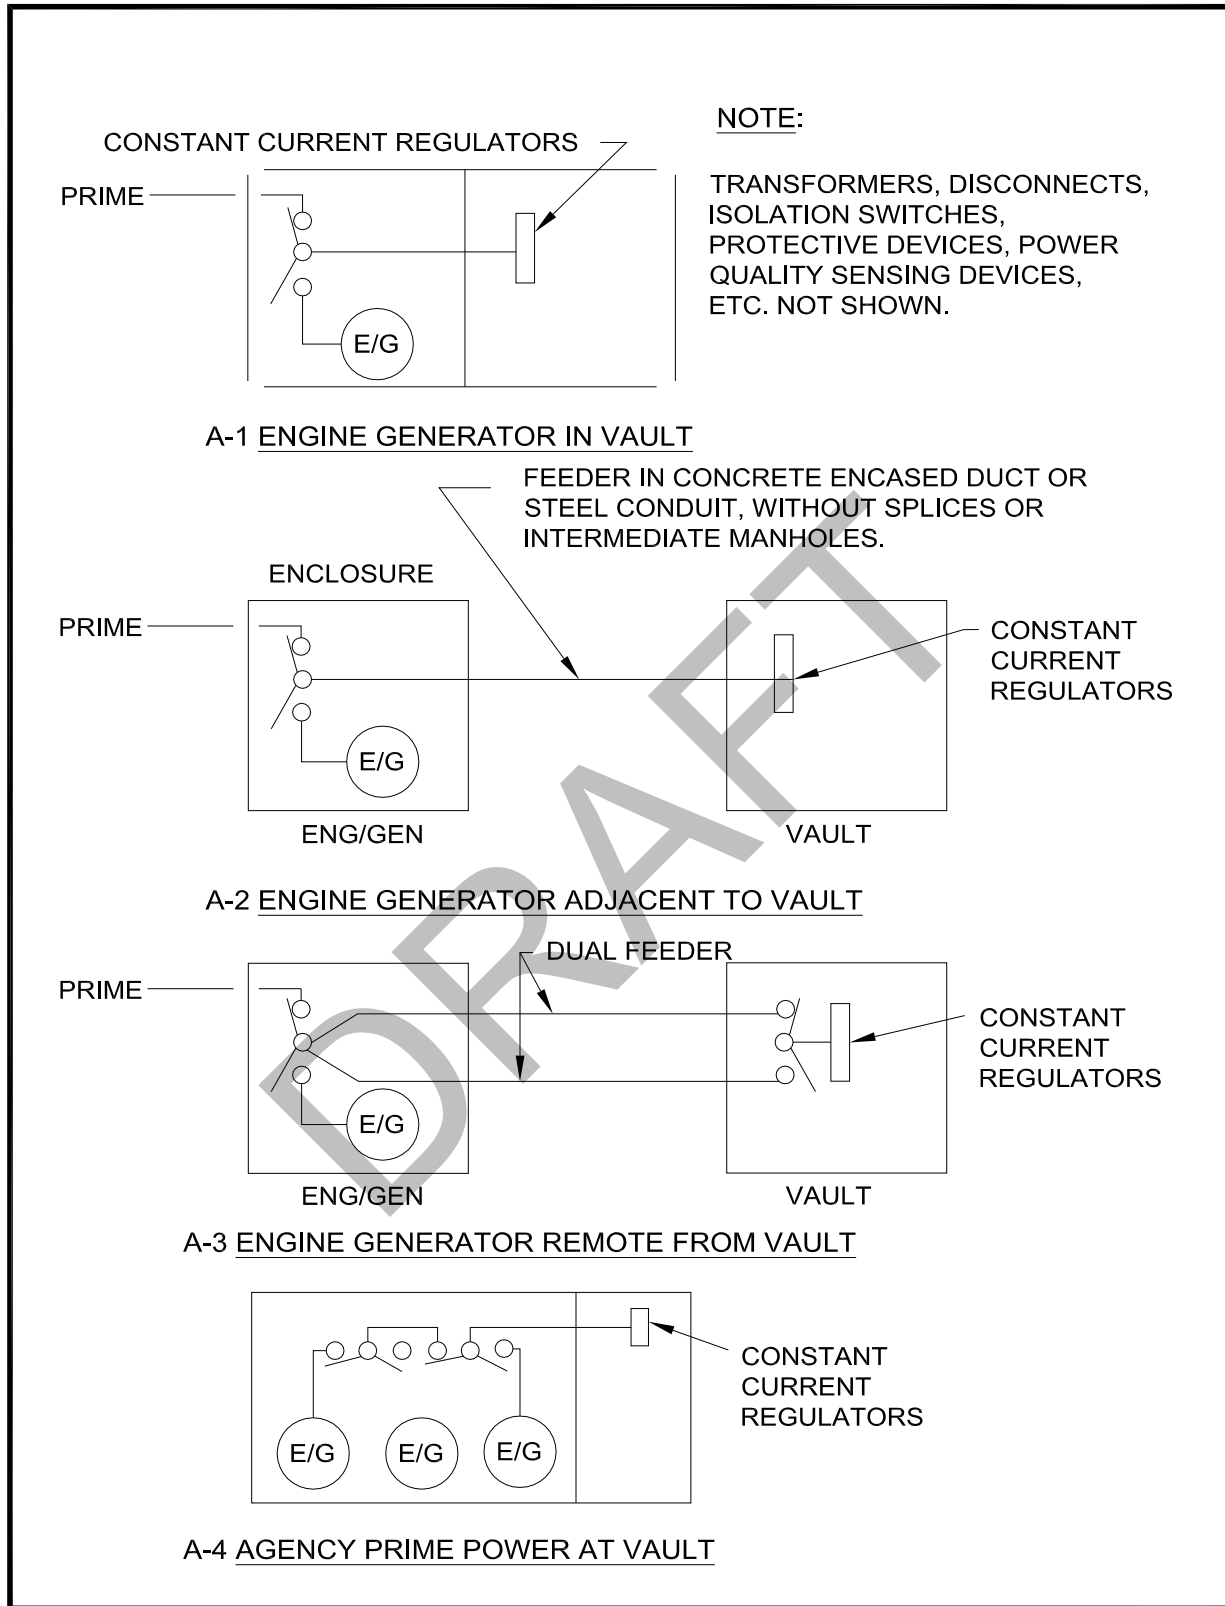 NOTE:
CONSTANT CURRENT REGULATORS
PRIME
TRANSFORMERS, DISCONNECTS,
ISOLATION SWITCHES,
PROTECTIVE DEVICES, POWER
QUALITY SENSING DEVICES,
ETC. NOT SHOWN.
E/G
A-1 ENGINE GENERATOR IN VAULT
FEEDER IN CONCRETE ENCASED DUCT OR
STEEL CONDUIT, WITHOUT SPLICES OR
INTERMEDIATE MANHOLES.
ENCLOSURE
PRIME
CONSTANT
CURRENT
REGULATORS
E/G
ENG/GEN
VAULT
A-2 ENGINE GENERATOR ADJACENT TO VAULT
DUAL FEEDER
PRIME
CONSTANT
CURRENT
REGULATORS
E/G
ENG/GEN
VAULT
A-3 ENGINE GENERATOR REMOTE FROM VAULT
CONSTANT
CURRENT
REGULATORS
E/G
E/G
E/G
A-4 AGENCY PRIME POWER AT VAULT
DRAFT